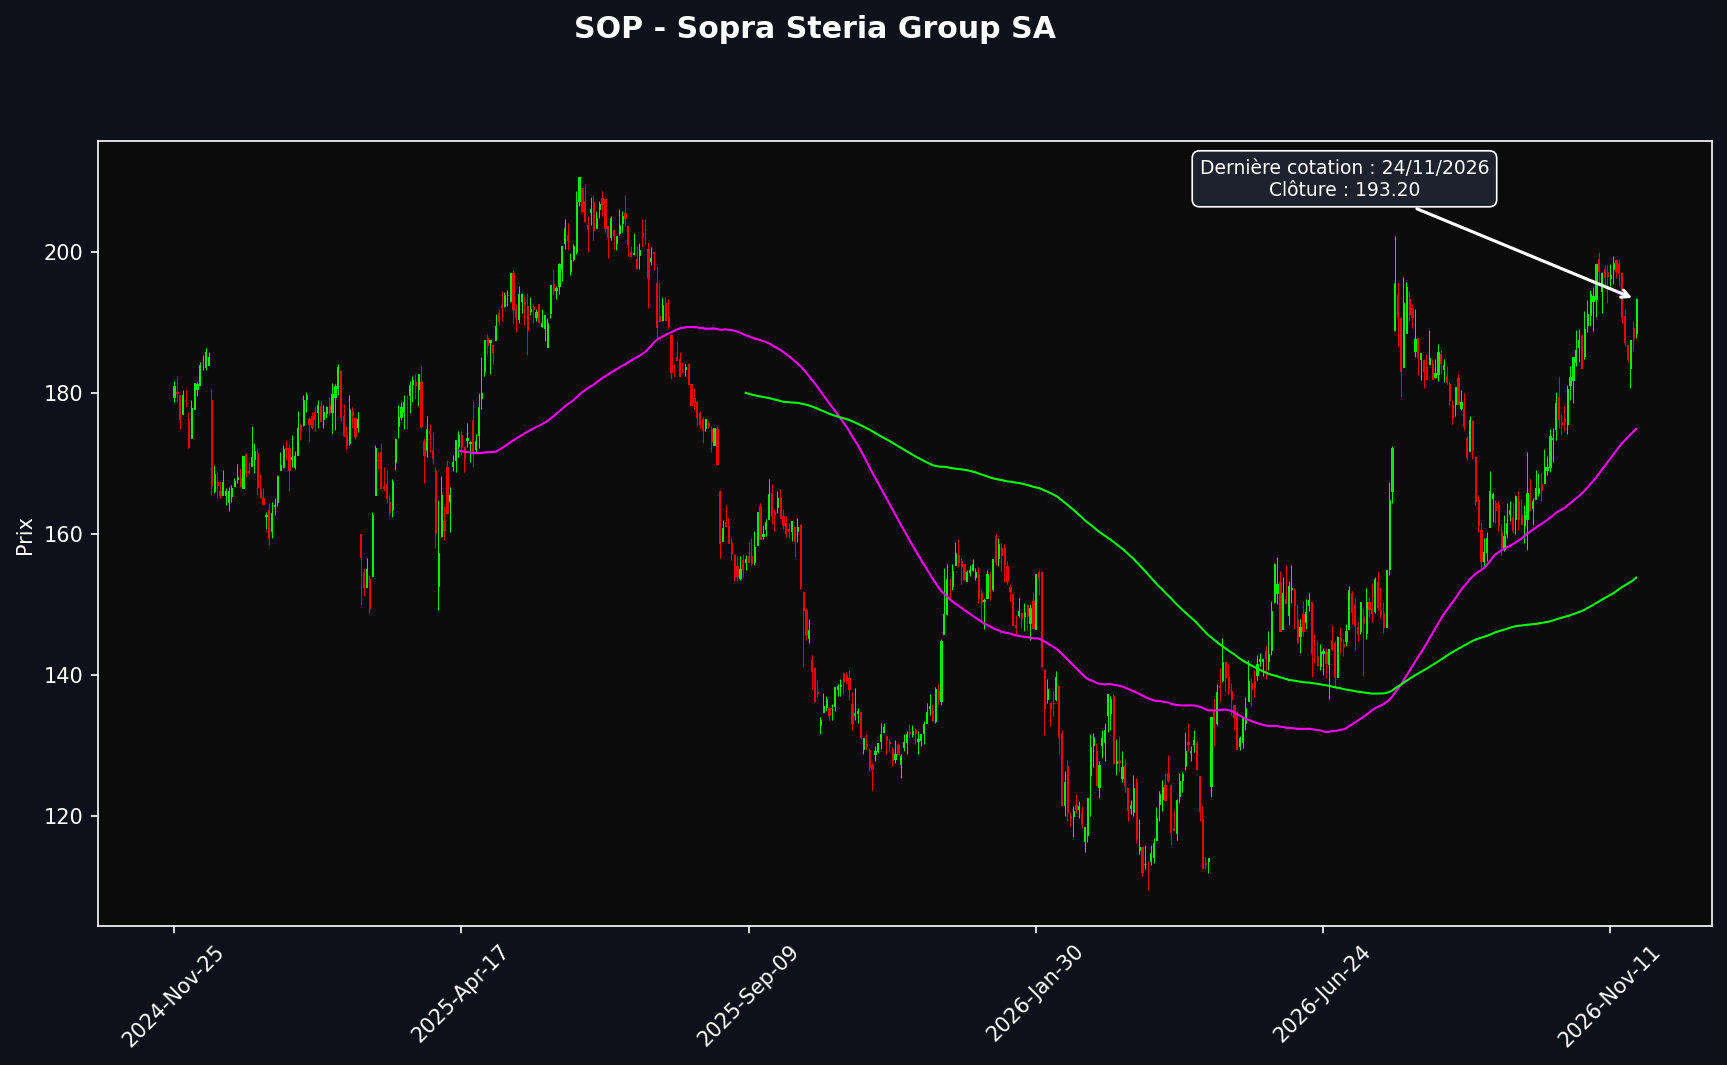 SOP - Sopra Steria Group SA
Dernière cotation : 24/11/2026
Clôture : 193.20
Prix
200
180
160
140
120
2024-Nov-25
2025-Apr-17
2025-Sep-09
2026-Jan-30
2026-Jun-24
2026-Nov-11